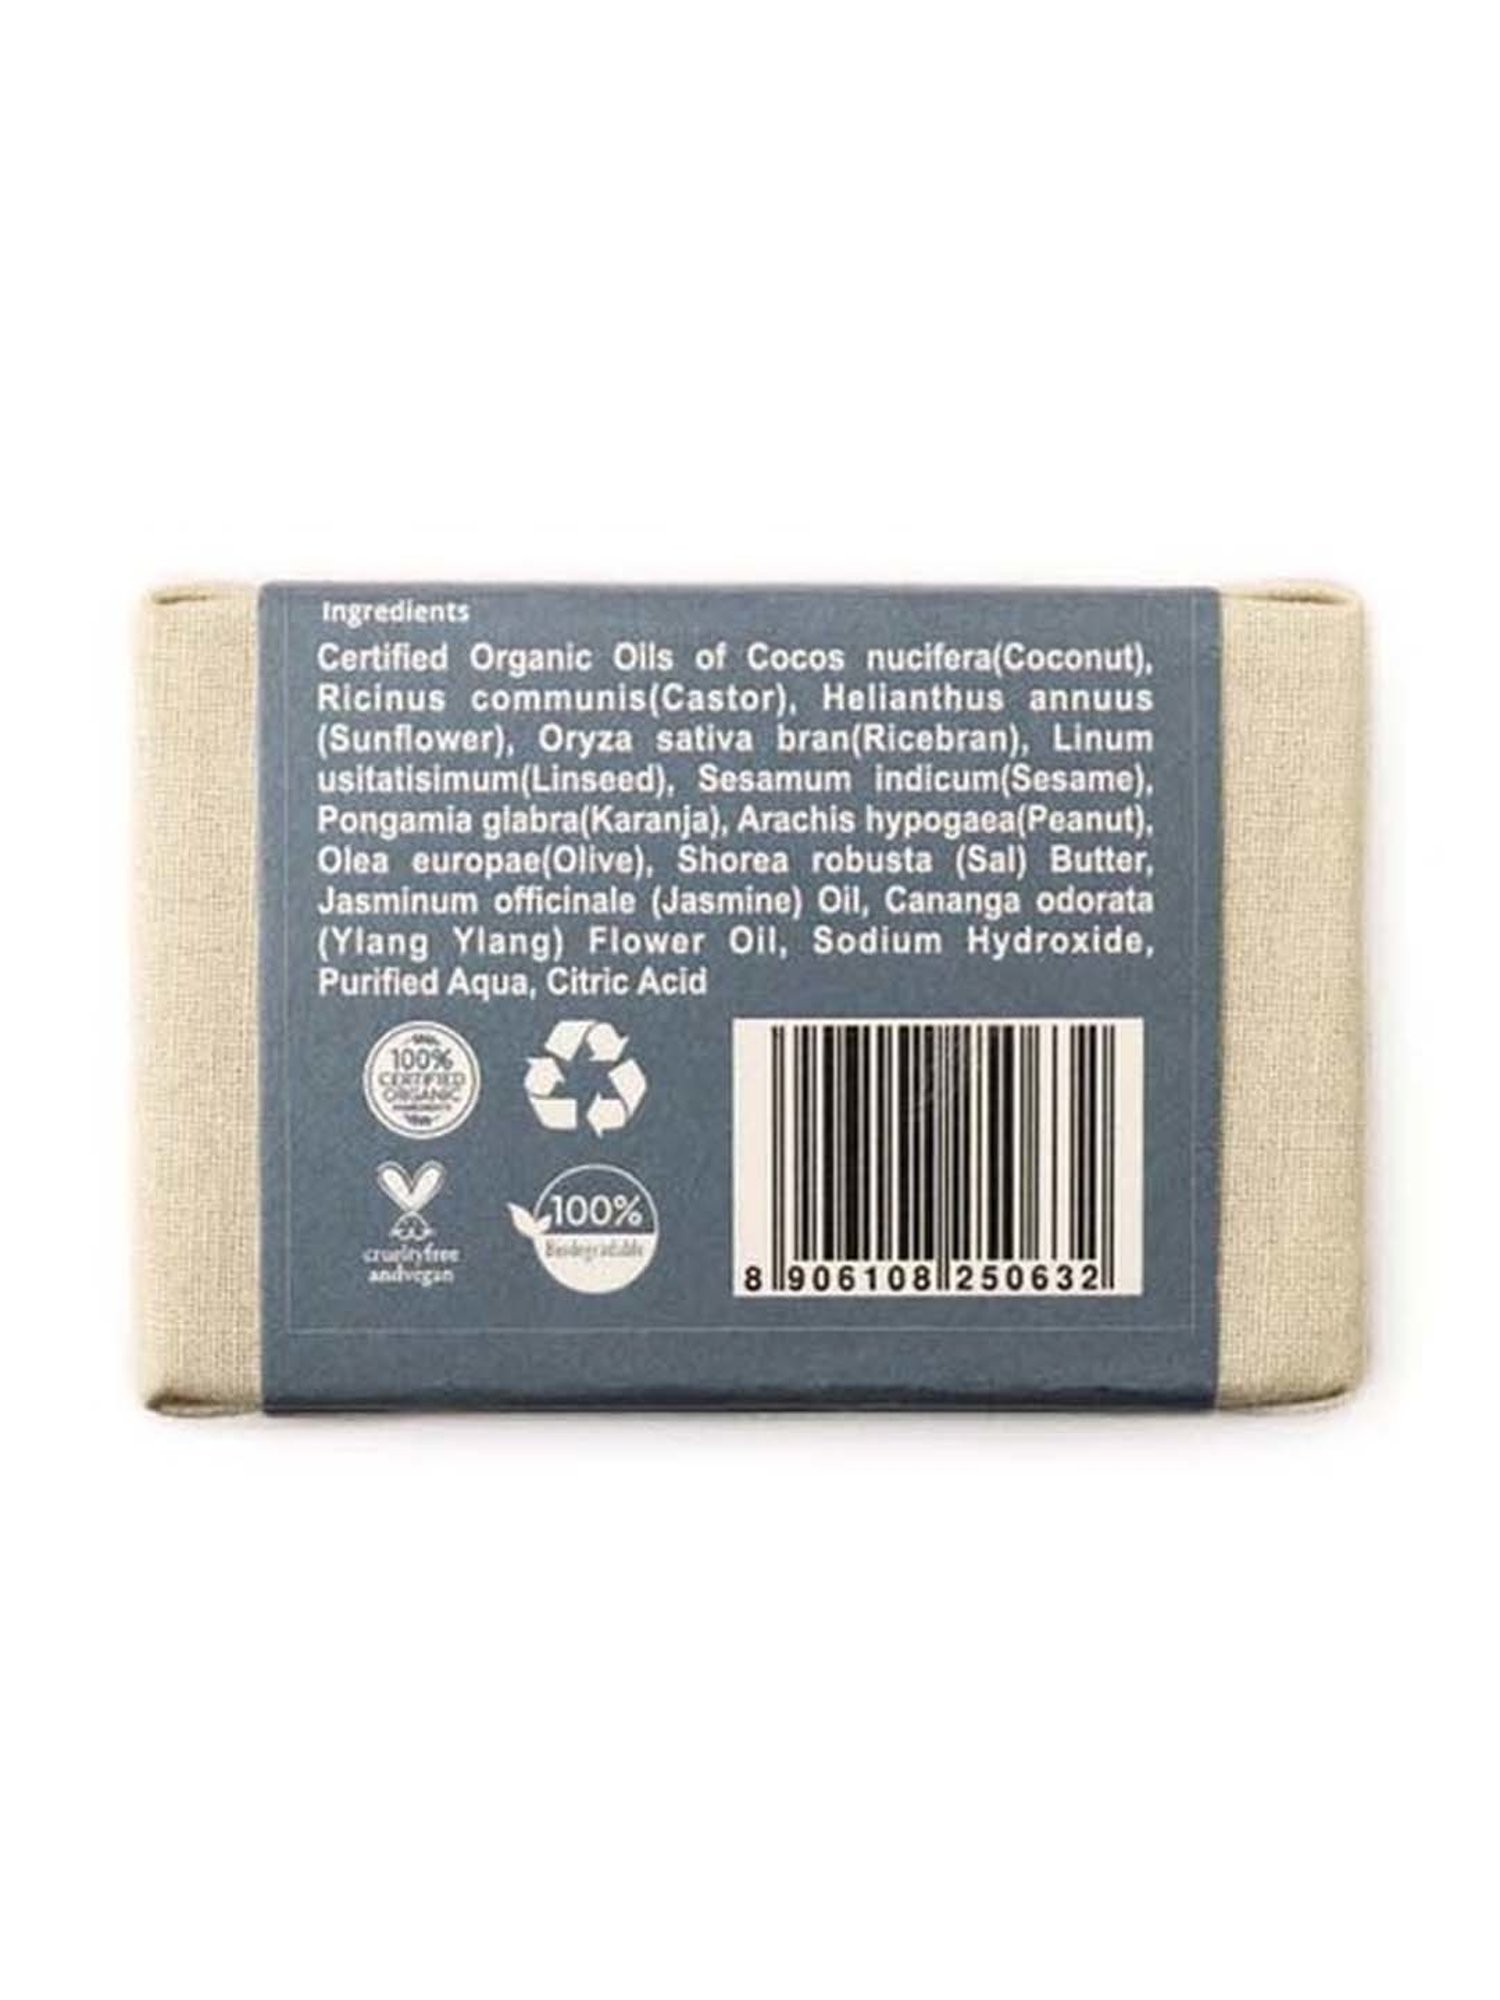 Ingredients
Certified Organic Oils of Cocos nucifera(Coconut),
Ricinus communis(Castor), Helianthus annuus
(Sunflower), Oryza sativa bran(Ricebran), Linum
usitatisimum(Linseed), Sesamum indicum(Sesame),
Pongamia glabra(Karanja), Arachis hypogaea(Peanut),
Olea europae(Olive), Shorea robusta (Sal) Butter,
Jasminum officinale (Jasmine) Oil, Cananga odorata
(Ylang Ylang) Flower Oil, Sodium Hydroxide,
Purified Aqua, Citric Acid
100%
CERTIFIED
ORGANIC
INGREDIENTS
crueltyfree
andvegan
100%
Biodegradable
8 906108 250632